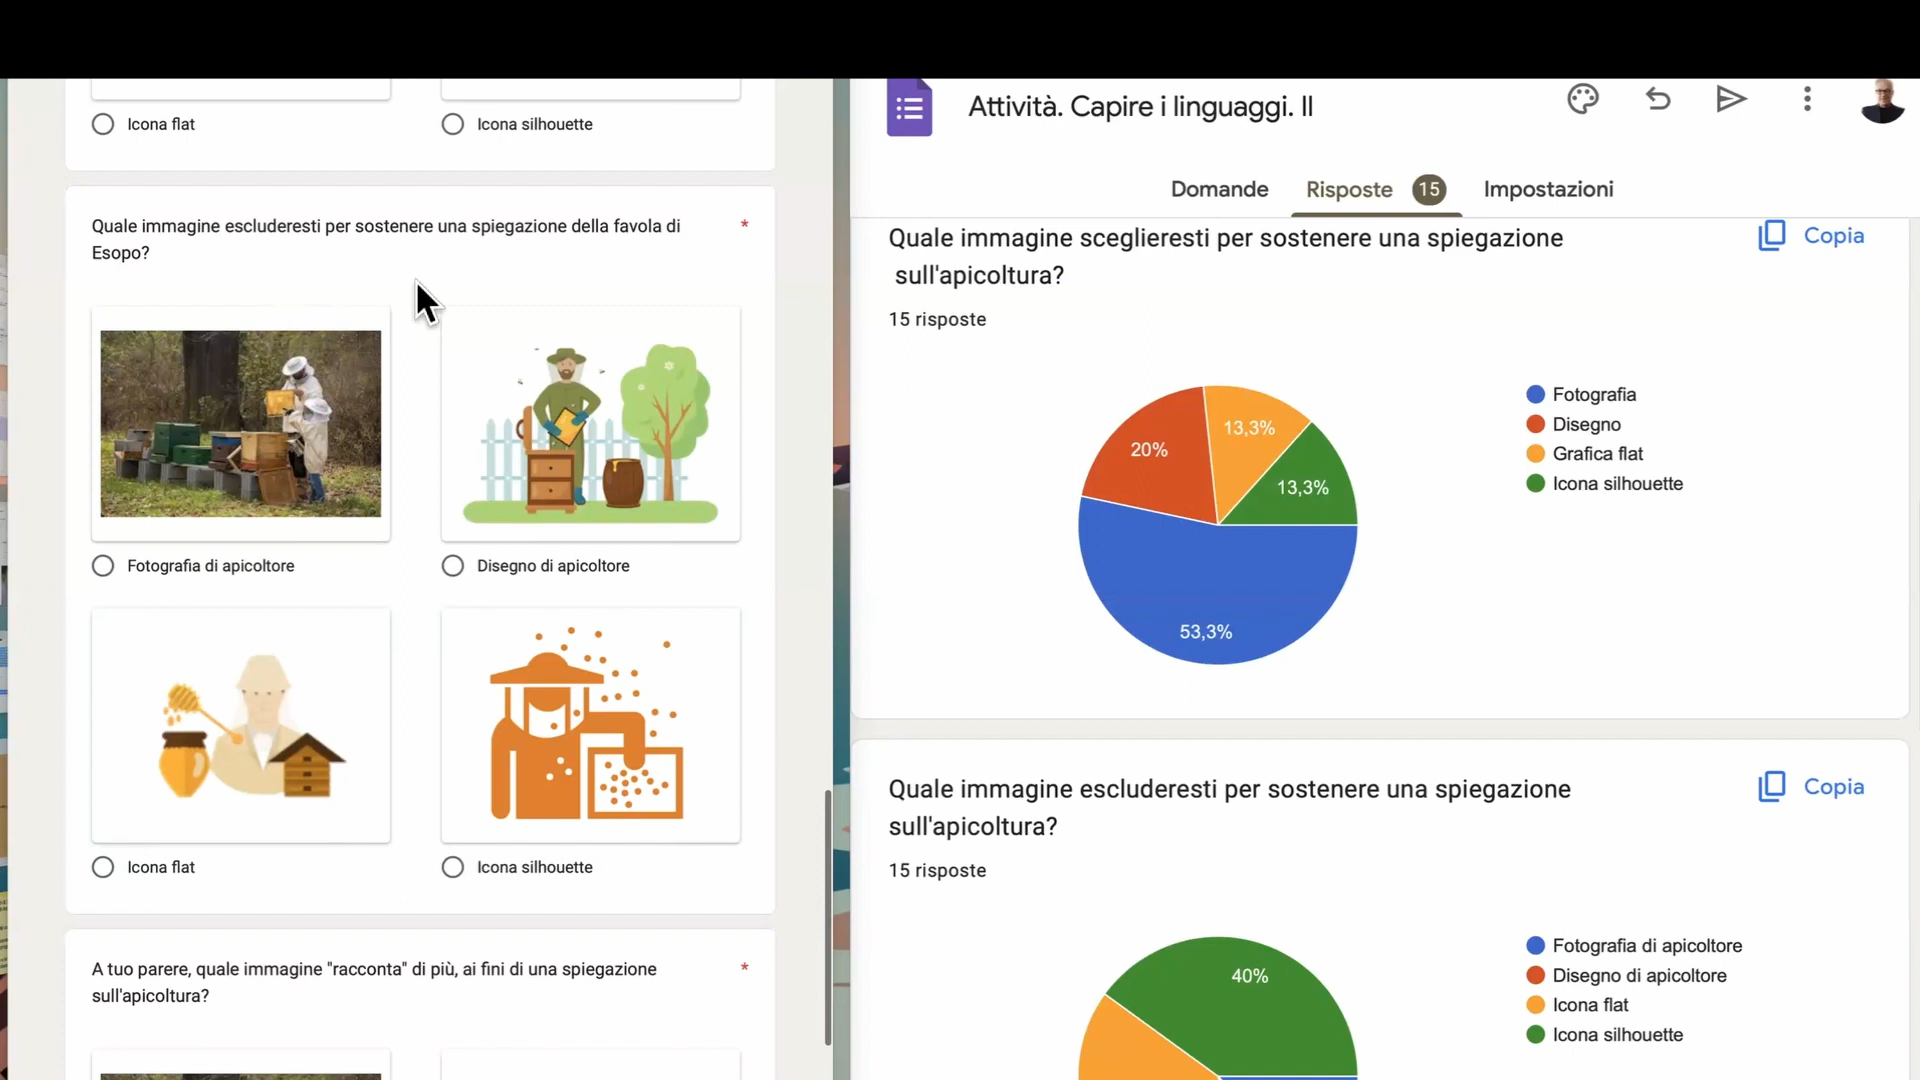 Icona flat
Icona silhouette
Quale immagine escluderesti per sostenere una spiegazione della favola di
Esopo?
*
Fotografia di apicoltore
Disegno di apicoltore
Icona flat
Icona silhouette
A tuo parere, quale immagine "racconta" di più, ai fini di una spiegazione
sull'apicoltura?
*
Attività. Capire i linguaggi. II
Domande
Risposte
15
Impostazioni
Quale immagine sceglieresti per sostenere una spiegazione
sull'apicoltura?
Copia
15 risposte
13,3%
20%
13,3%
53,3%
Fotografia
Disegno
Grafica flat
Icona silhouette
Quale immagine escluderesti per sostenere una spiegazione
sull'apicoltura?
Copia
15 risposte
40%
Fotografia di apicoltore
Disegno di apicoltore
Icona flat
Icona silhouette